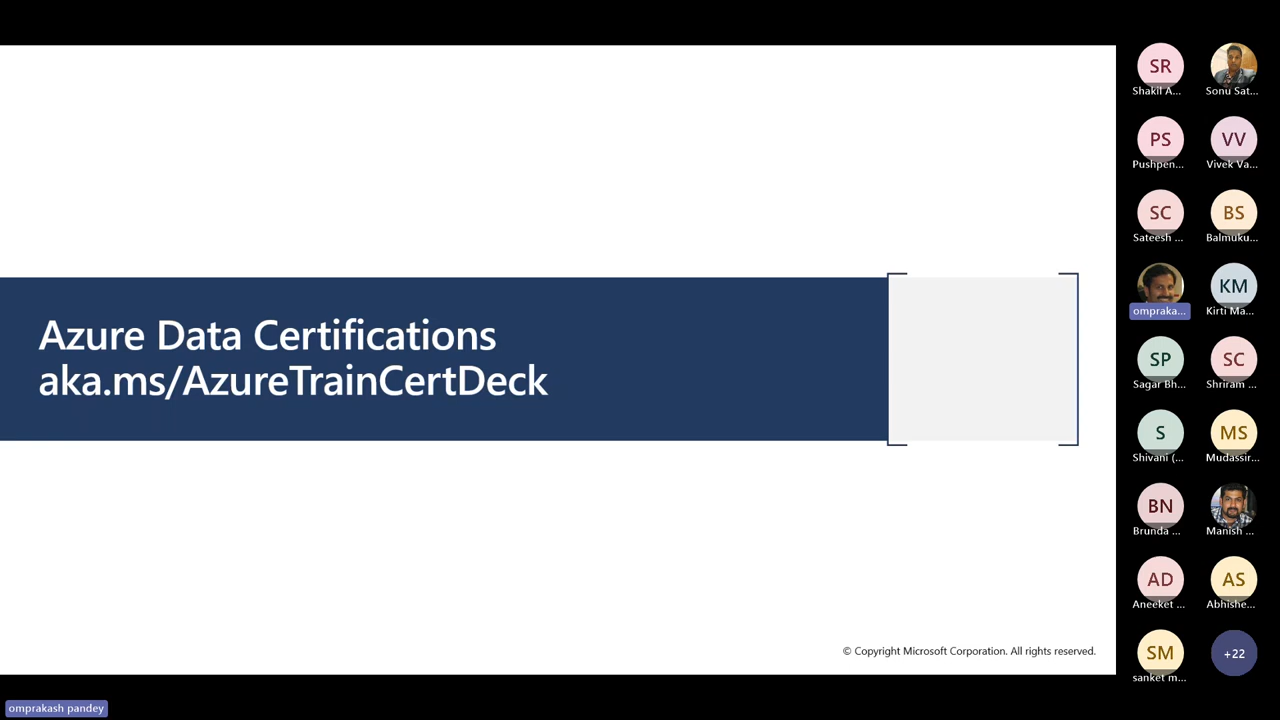 Azure Data Certifications
aka.ms/AzureTrainCertDeck
© Copyright Microsoft Corporation. All rights reserved.
omprakash pandey
SR
Shakil A...
Sonu Sat...
PS
Pushpen...
VV
Vivek Va...
SC
Sateesh ...
BS
Balmuku...
ompraka...
KM
Kirti Ma...
SP
Sagar Bh...
SC
Shriram ...
S
Shivani (...
MS
Mudassir...
BN
Brunda ...
Manish ...
AD
Aneeket ...
AS
Abhishe...
SM
sanket m...
+22